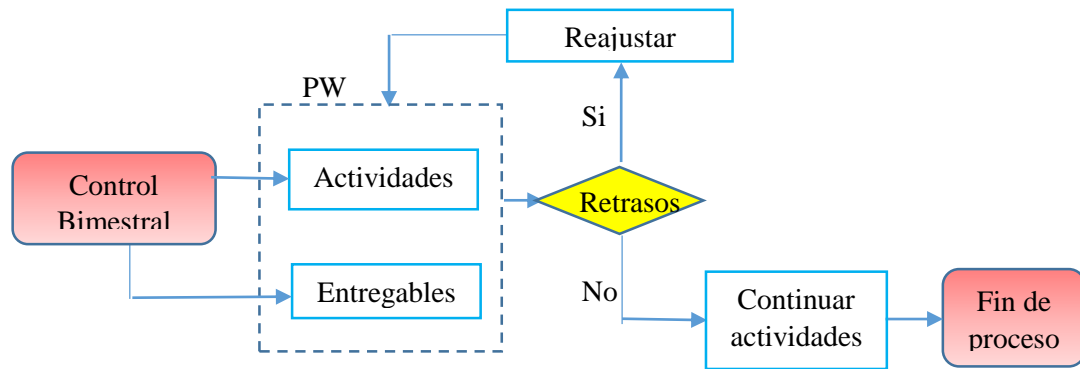 Reajustar
PW
Si
Control
Bimestral
Actividades
Retrasos
Entregables
No
Continuar
actividades
Fin de
proceso